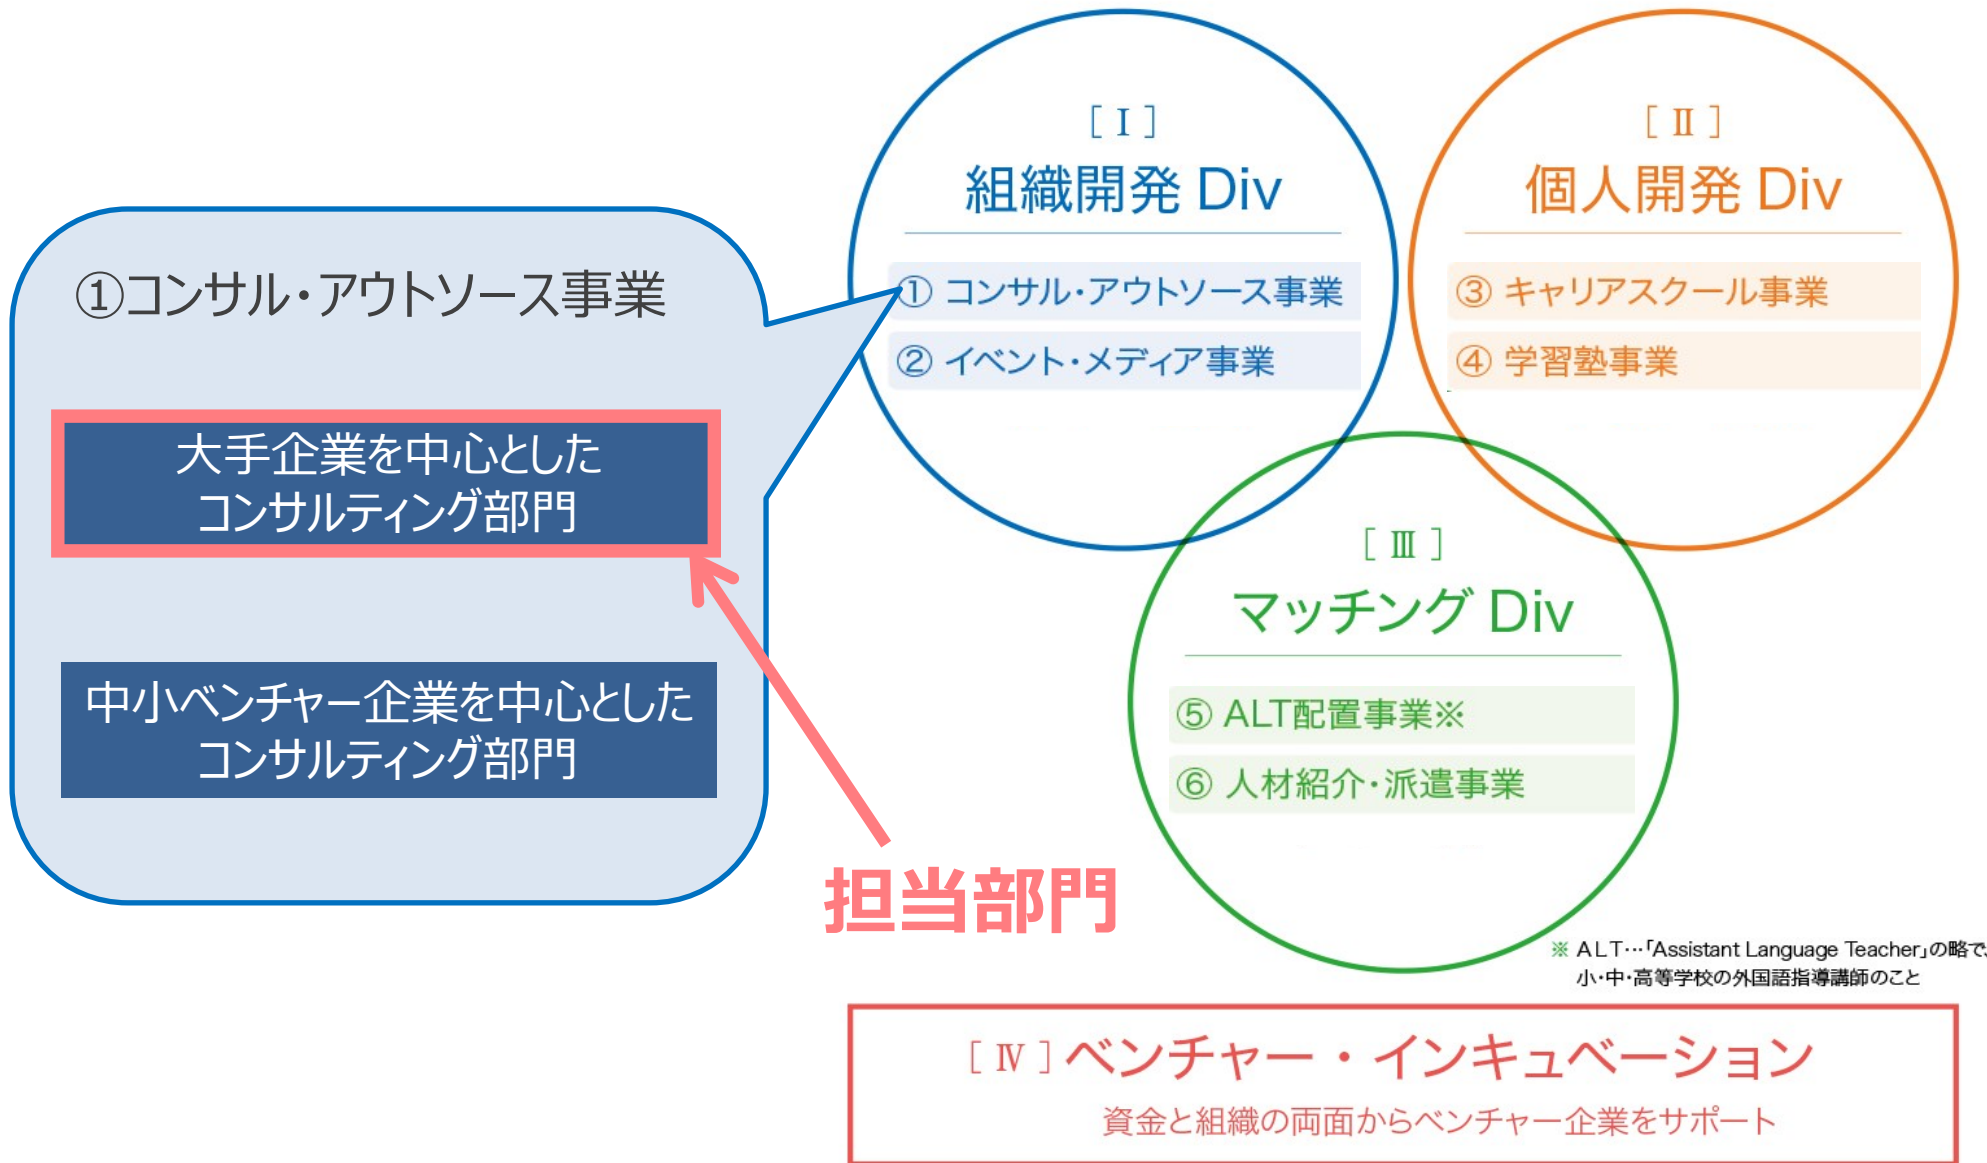 ①コンサル・アウトソース事業
大手企業を中心とした
コンサルティング部門
中小ベンチャー企業を中心とした
コンサルティング部門
担当部門
[ Ⅰ ]
組織開発 Div
① コンサル・アウトソース事業
② イベント・メディア事業
[ Ⅱ ]
個人開発 Div
③ キャリアスクール事業
④ 学習塾事業
[ Ⅲ ]
マッチング Div
⑤ ALT配置事業※
⑥ 人材紹介・派遣事業
※ ALT…「Assistant Language Teacher」の略で、
小・中・高等学校の外国語指導講師のこと
[ Ⅳ ] ベンチャー・インキュベーション
資金と組織の両面からベンチャー企業をサポート